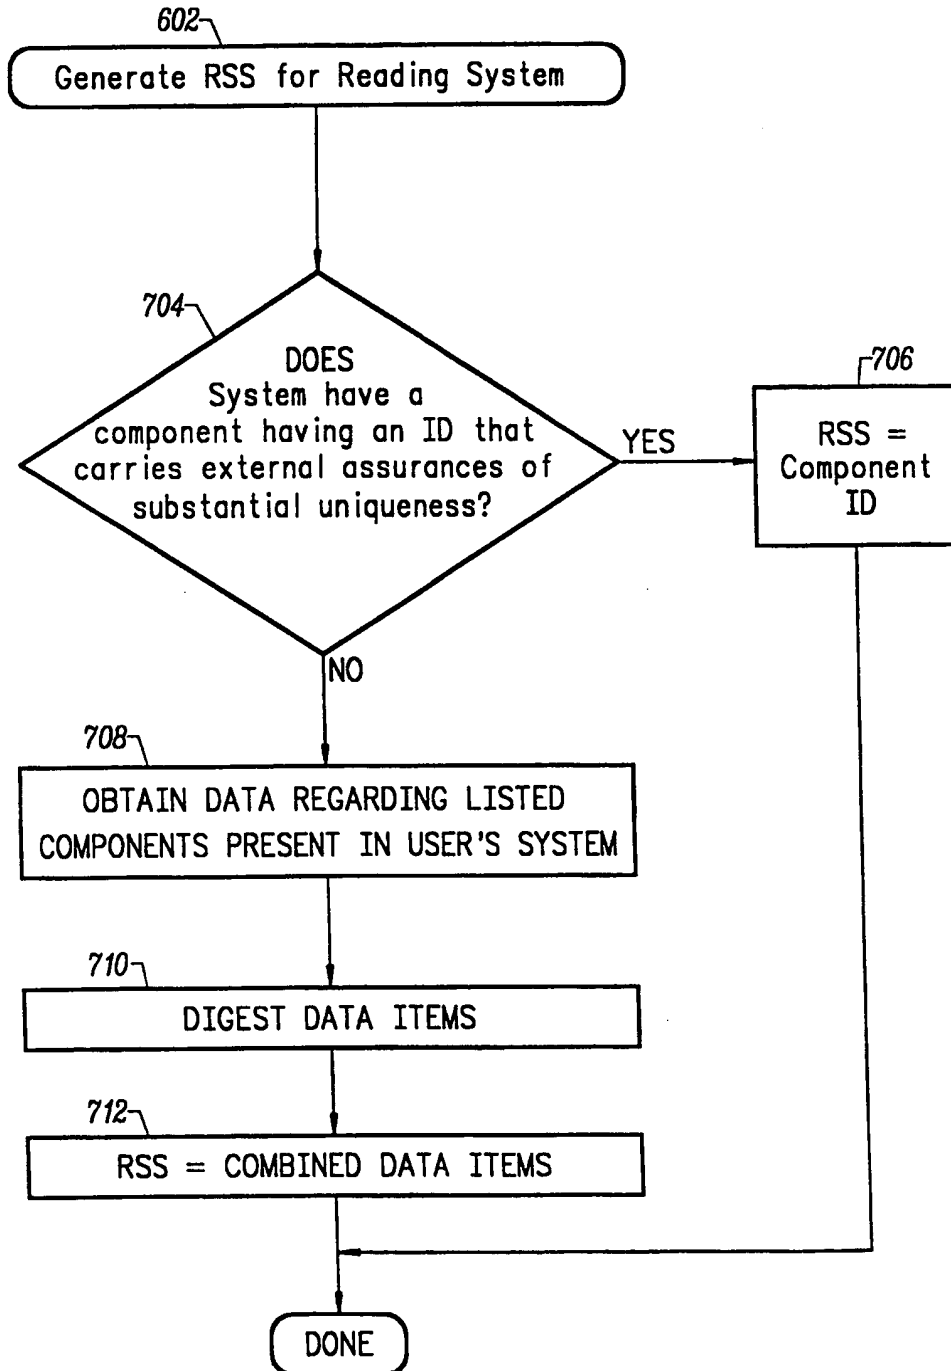 602
Generate RSS for Reading System
704
DOES
System have a
component having an ID that
carries external assurances of
substantial uniqueness?
YES
706
RSS =
Component
ID
NO
708
OBTAIN DATA REGARDING LISTED
COMPONENTS PRESENT IN USER'S SYSTEM
710
DIGEST DATA ITEMS
712
RSS = COMBINED DATA ITEMS
DONE